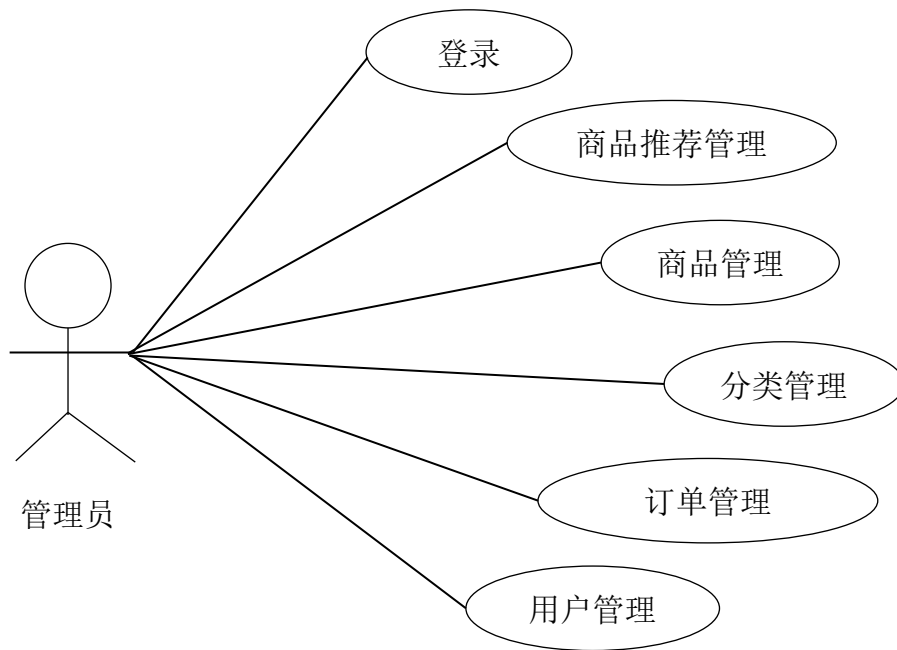 登录
商品推荐管理
商品管理
分类管理
订单管理
管理员
用户管理